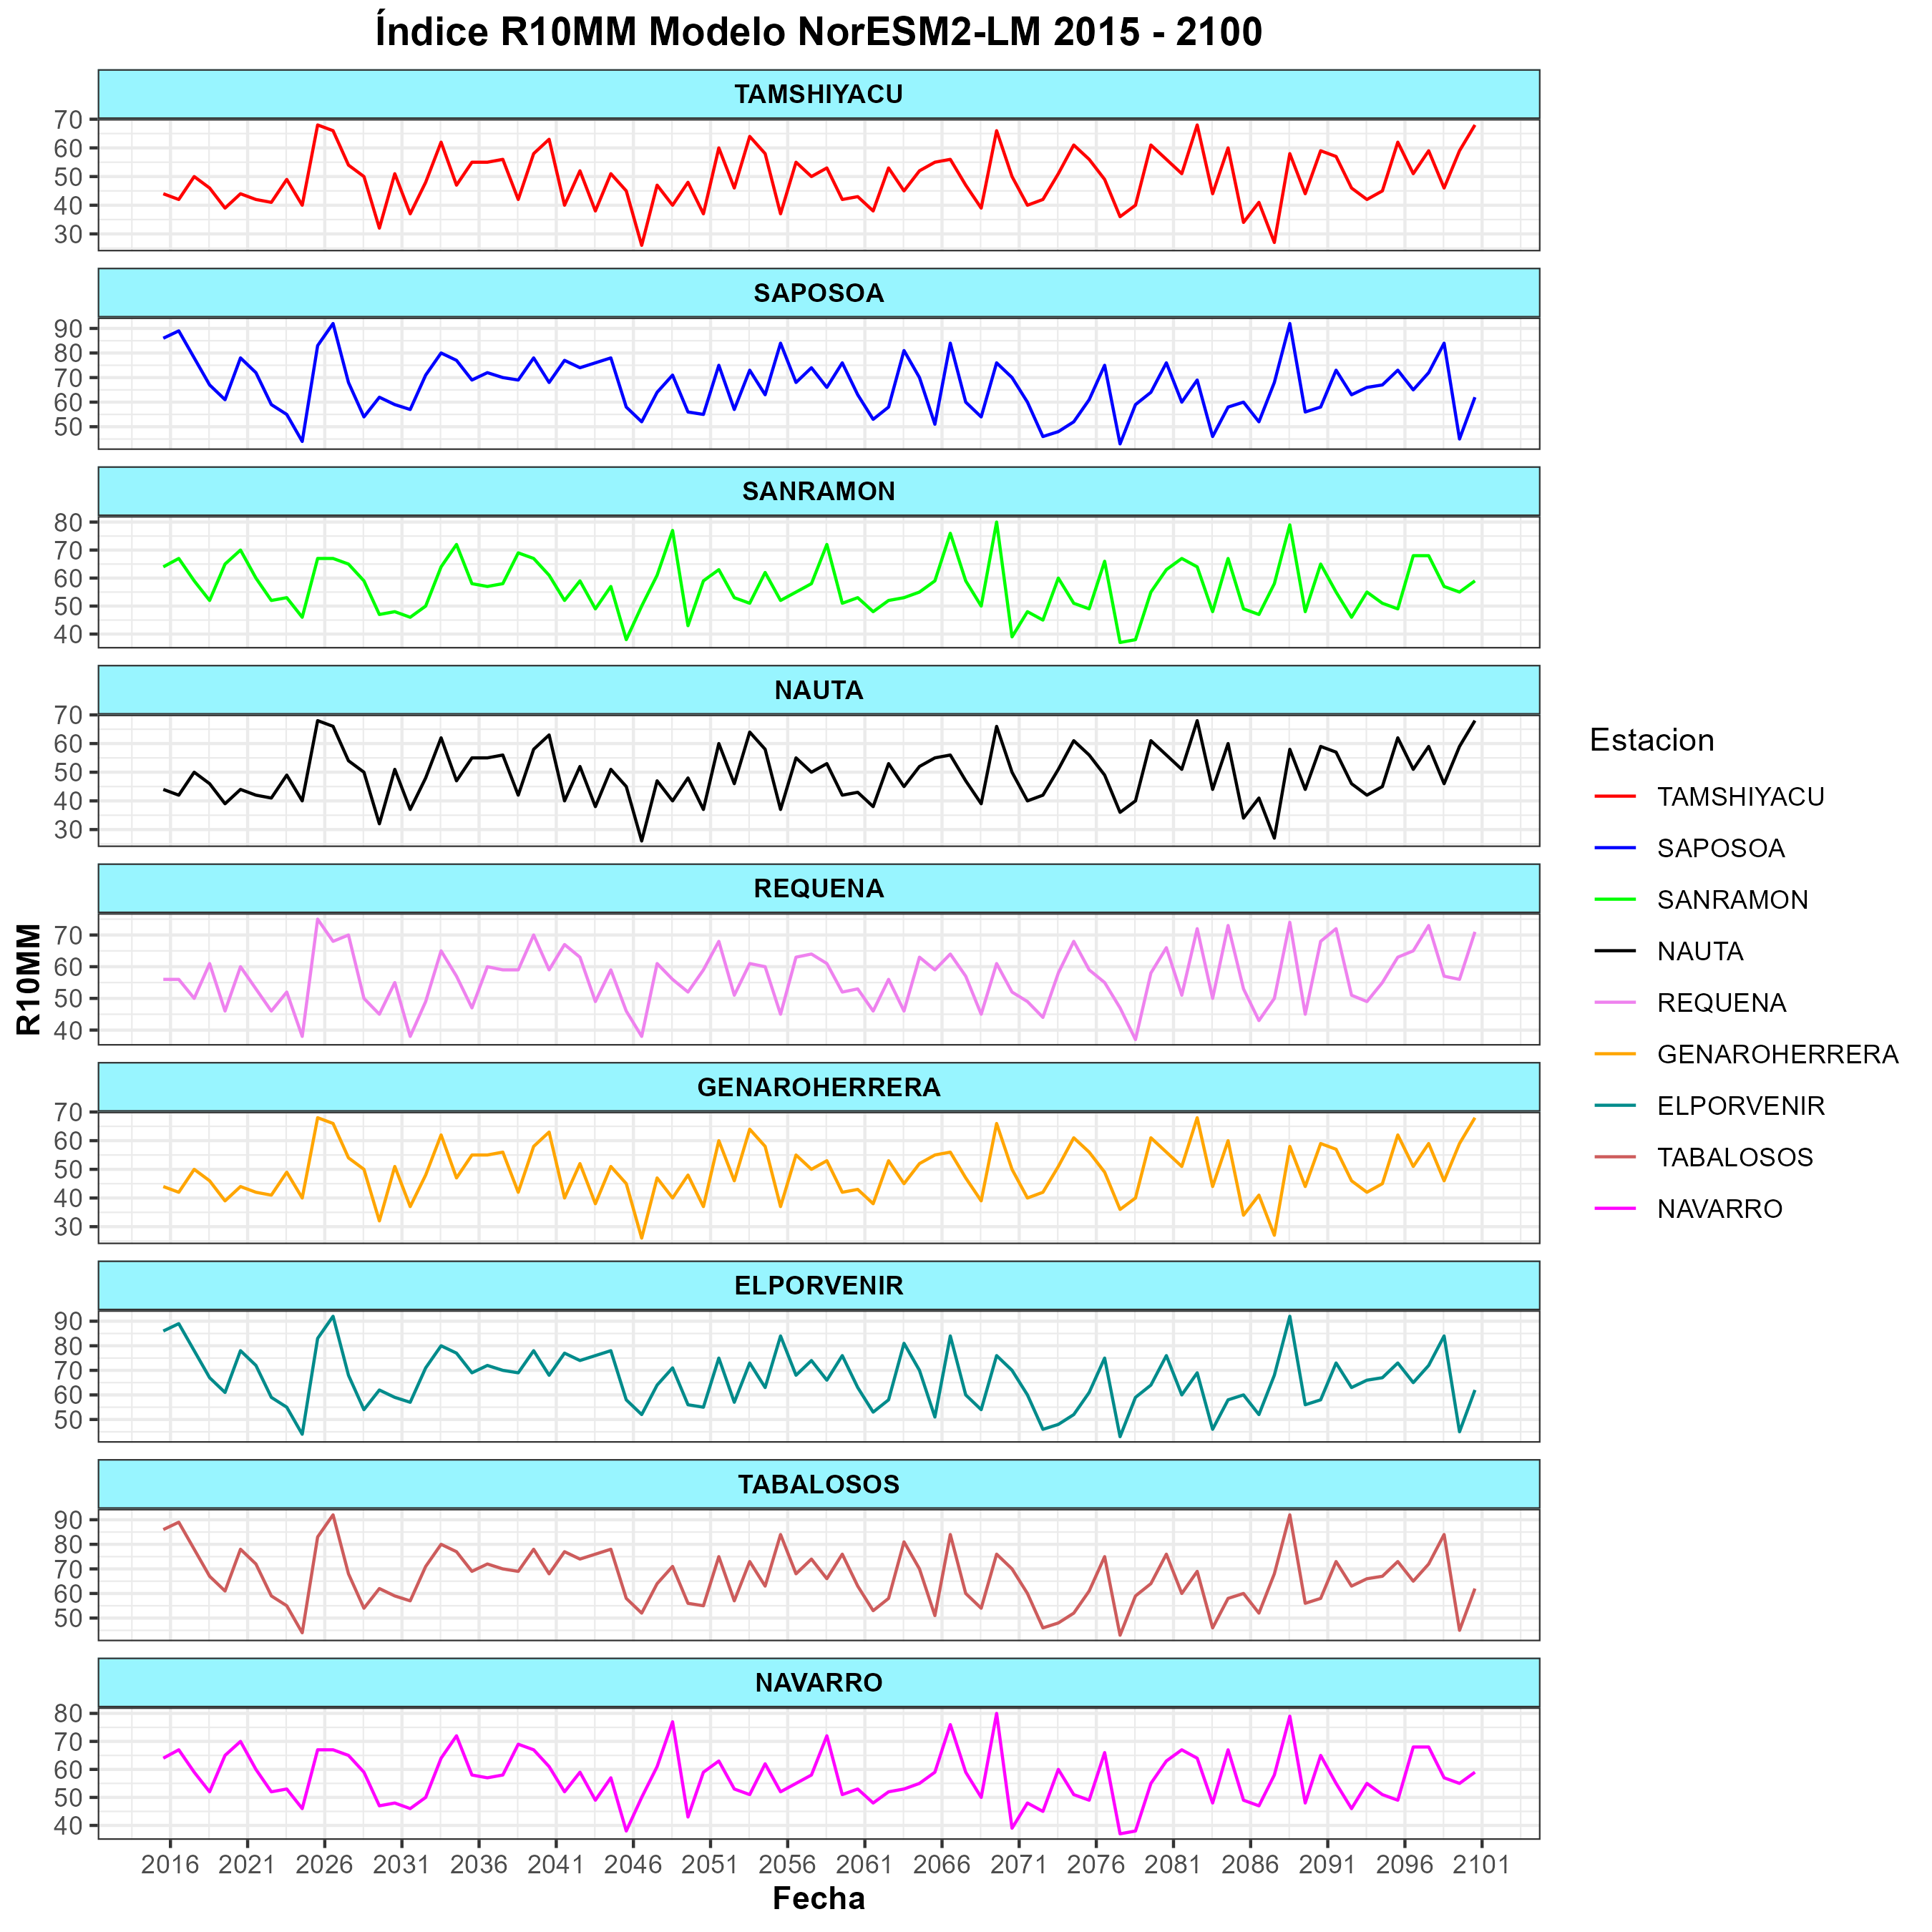 Índice R10MM Modelo NorESM2-LM 2015 - 2100
TAMSHIYACU
70
60
50
40
30
SAPOSOA
90
80
70
60
50
SANRAMON
80
70
60
50
40
NAUTA
70
60
50
40
30
REQUENA
70
60
50
40
GENAROHERRERA
70
60
50
40
30
ELPORVENIR
90
80
70
60
50
TABALOSOS
90
80
70
60
50
NAVARRO
80
70
60
50
40
2016 2021 2026 2031 2036 2041 2046 2051 2056 2061 2066 2071 2076 2081 2086 2091 2096 2101
Fecha
R10MM
Estacion
TAMSHIYACU
SAPOSOA
SANRAMON
NAUTA
REQUENA
GENAROHERRERA
ELPORVENIR
TABALOSOS
NAVARRO